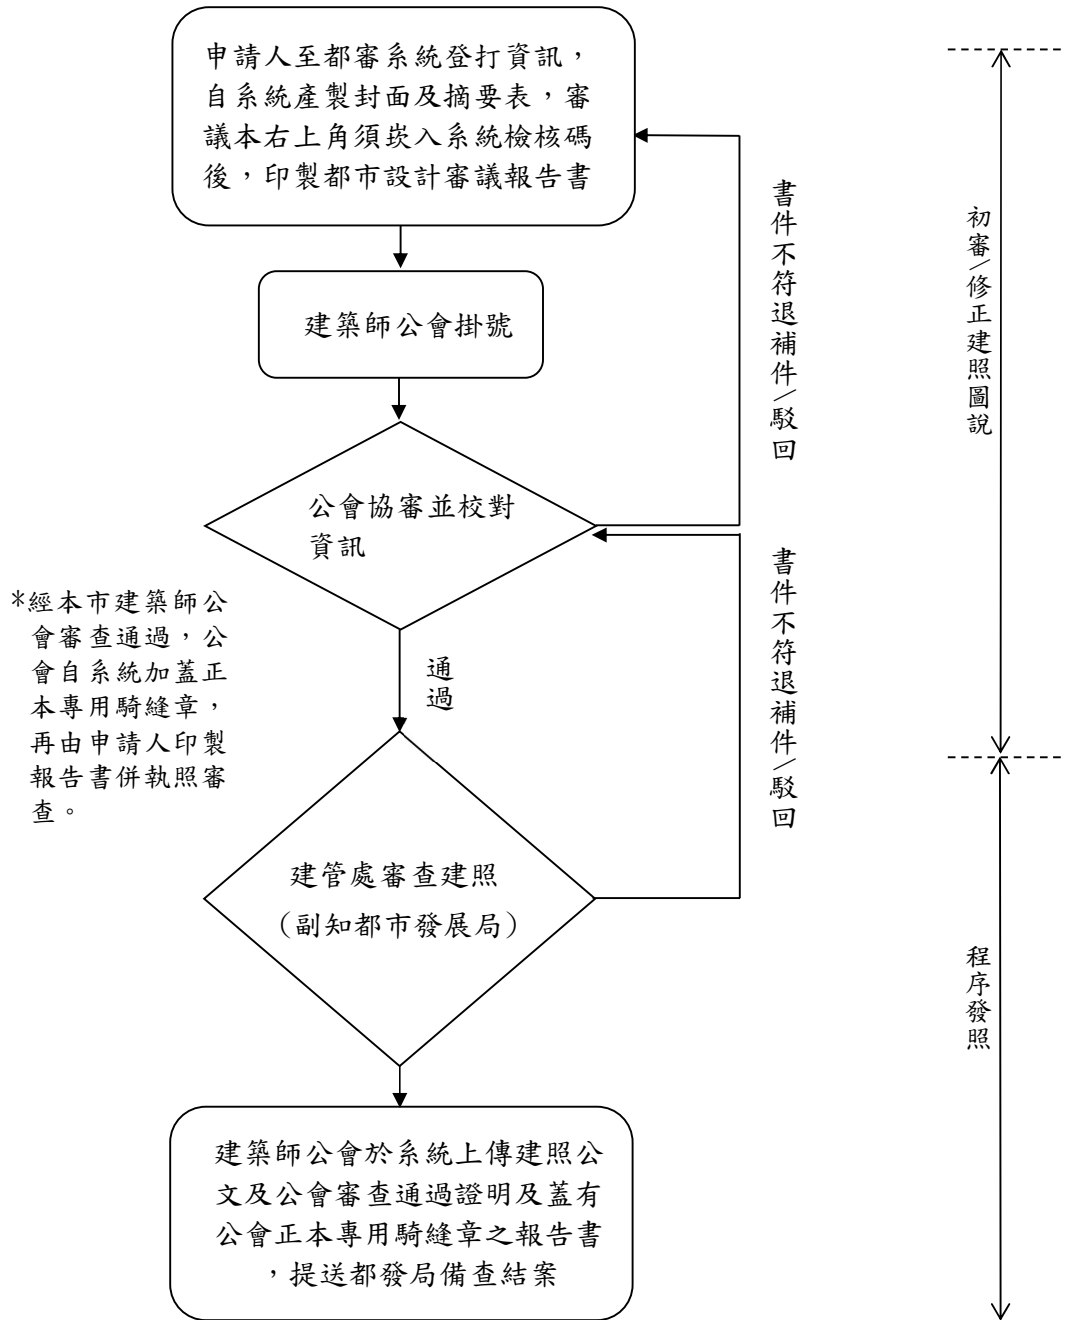 申請人至都審系統登打資訊，
自系統產製封面及摘要表，審
議本右上角須崁入系統檢核碼
後，印製都市設計審議報告書
建築師公會掛號
書件不符退補件/駁回
初審/修正建照圖說
公會協審並校對
資訊
*經本市建築師公
會審查通過，公
會自系統加蓋正
本專用騎縫章，
再由申請人印製
報告書併執照審
查。
通過
書件不符退補件/駁回
建管處審查建照
（副知都市發展局）
程序發照
建築師公會於系統上傳建照公
文及公會審查通過證明及蓋有
公會正本專用騎縫章之報告書
，提送都發局備查結案